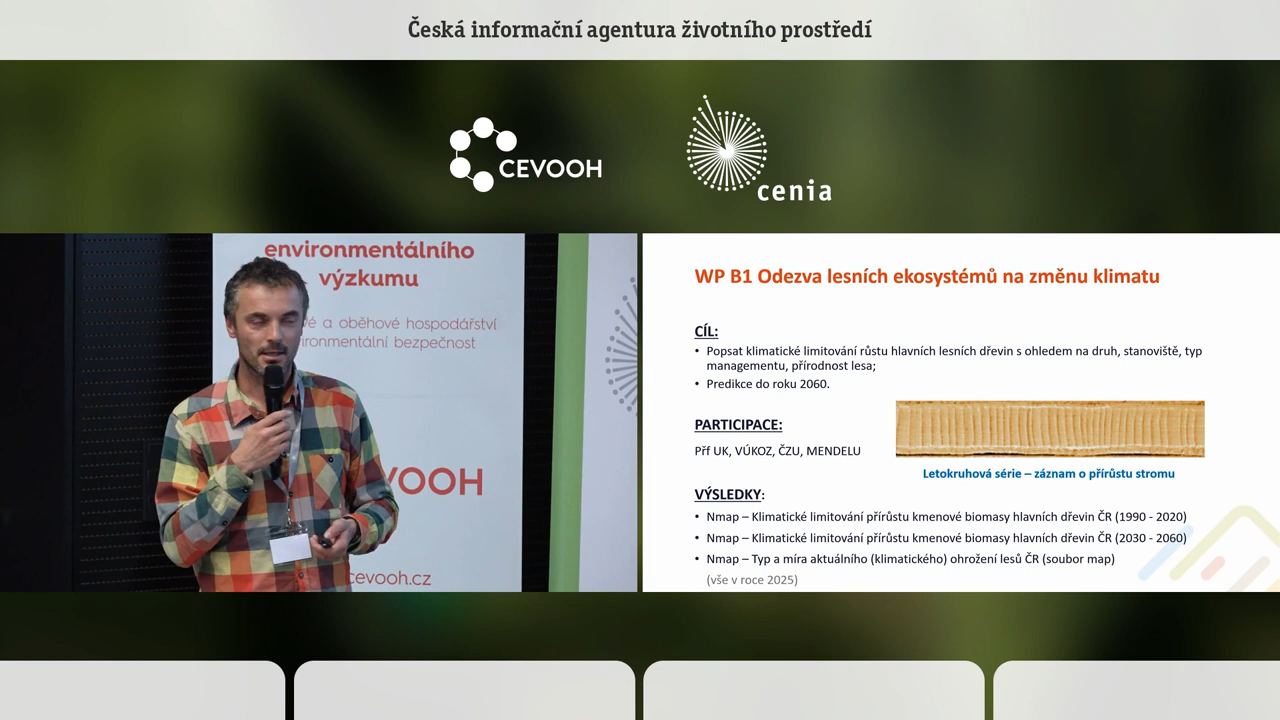 Česká informační agentura životního prostředí
CEVOOH
cenia
environmentálního
výzkumu
vé a oběhové hospodářství
ironmentální bezpečnost
VOOH
cevooh.cz
WP B1 Odezva lesních ekosystémů na změnu klimatu
CÍL:
• Popsat klimatické limitování růstu hlavních lesních dřevin s ohledem na druh, stanoviště, typ
managementu, přírodnost lesa;
• Predikce do roku 2060.
PARTICIPACE:
Přf UK, VÚKOZ, ČZU, MENDELU
Letokruhová série – záznam o přírůstu stromu
VÝSLEDKY:
• Nmap – Klimatické limitování přírůstu kmenové biomasy hlavních dřevin ČR (1990 - 2020)
• Nmap – Klimatické limitování přírůstu kmenové biomasy hlavních dřevin ČR (2030 - 2060)
• Nmap – Typ a míra aktuálního (klimatického) ohrožení lesů ČR (soubor map)
(vše v roce 2025)